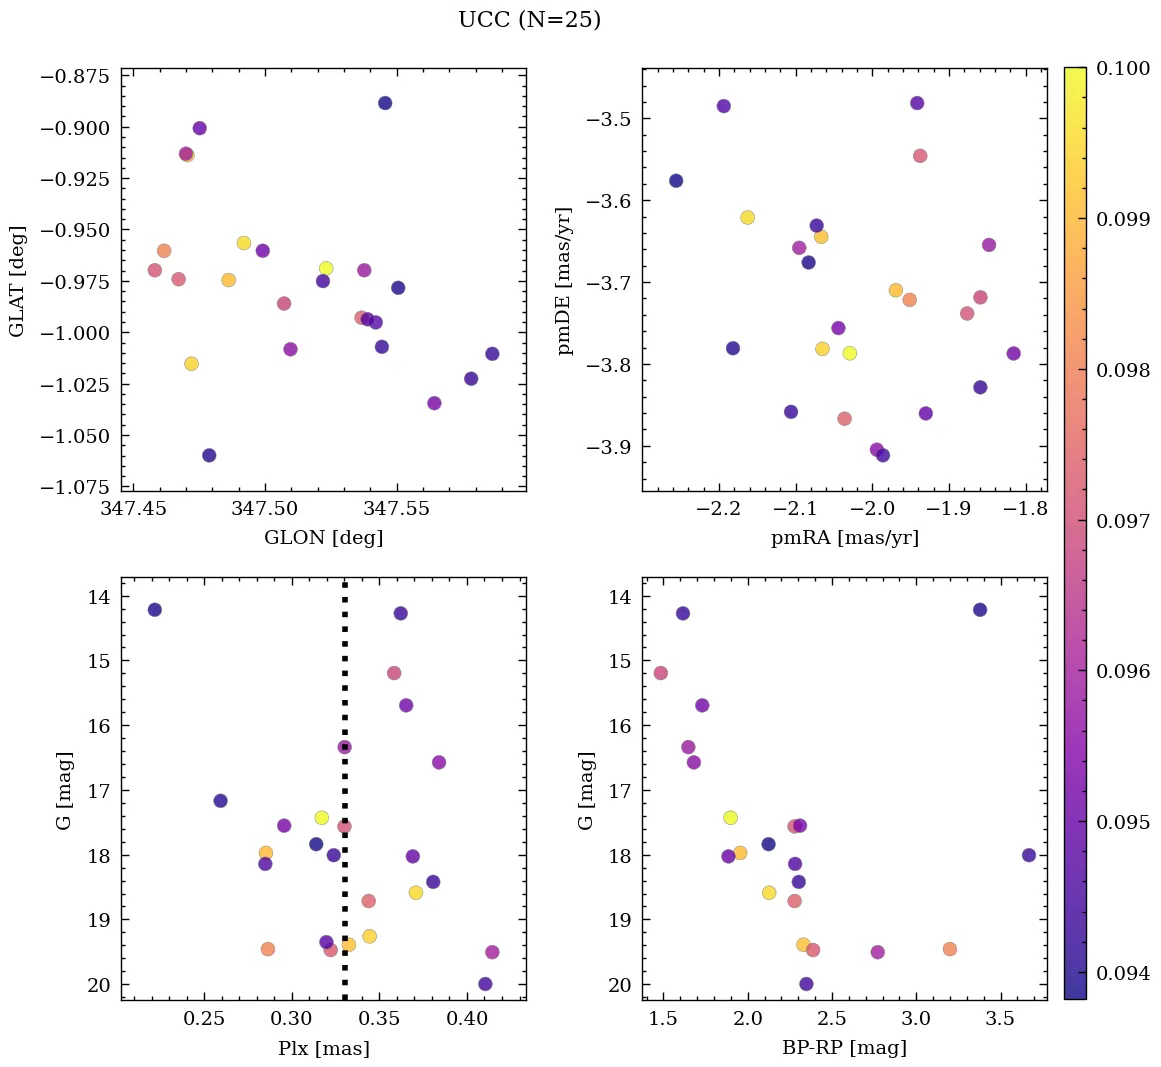 UCC (N=25)
−0.875
−0.900
−0.925
−0.950
−0.975
−1.000
−1.025
−1.050
−1.075
GLAT [deg]
347.45 347.50 347.55
GLON [deg]
−3.5
−3.6
−3.7
−3.8
−3.9
pmDE [mas/yr]
−2.2 −2.1 −2.0 −1.9 −1.8
pmRA [mas/yr]
14
15
16
17
18
19
20
G [mag]
0.25 0.30 0.35 0.40
Plx [mas]
14
15
16
17
18
19
20
G [mag]
1.5 2.0 2.5 3.0 3.5
BP-RP [mag]
0.100
0.099
0.098
0.097
0.096
0.095
0.094